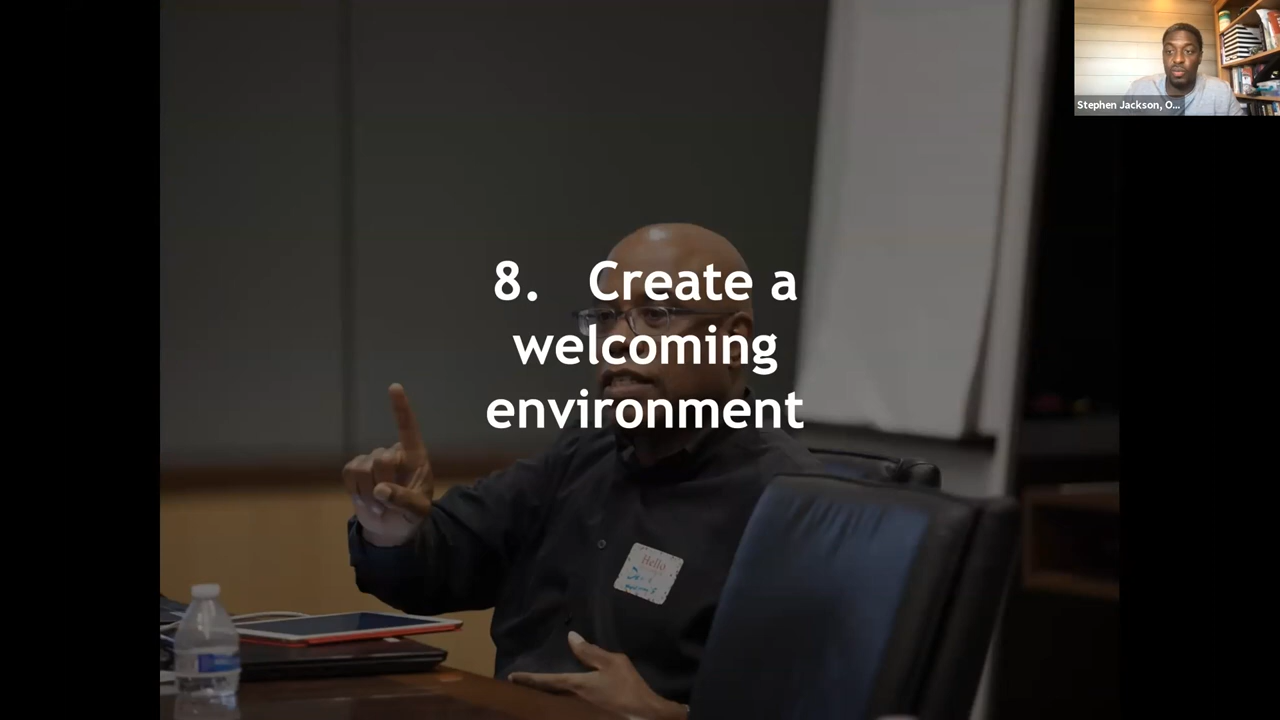 Stephen Jackson, O...
8. Create a
welcoming
environment
Hello